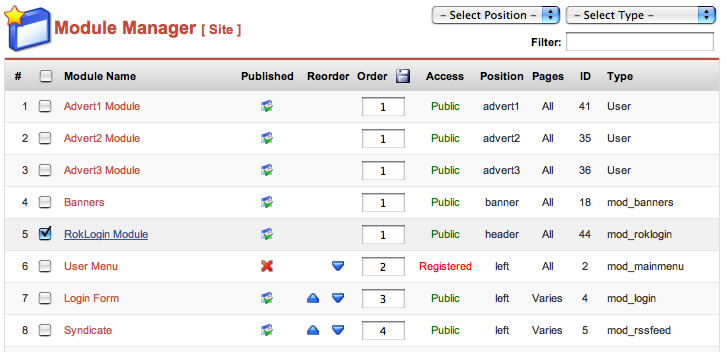 – Select Position – – Select Type –
Module Manager [ Site ]
Filter:
# Module Name Published Reorder Order Access Position Pages ID Type
1 Advert1 Module 1 Public advert1 All 41 User
2 Advert2 Module 1 Public advert2 All 35 User
3 Advert3 Module 1 Public advert3 All 36 User
4 Banners 1 Public banner All 18 mod_banners
5 RokLogin Module 1 Public header All 44 mod_roklogin
6 User Menu 2 Registered left All 2 mod_mainmenu
7 Login Form 3 Public left Varies 4 mod_login
8 Syndicate 4 Public left Varies 5 mod_rssfeed